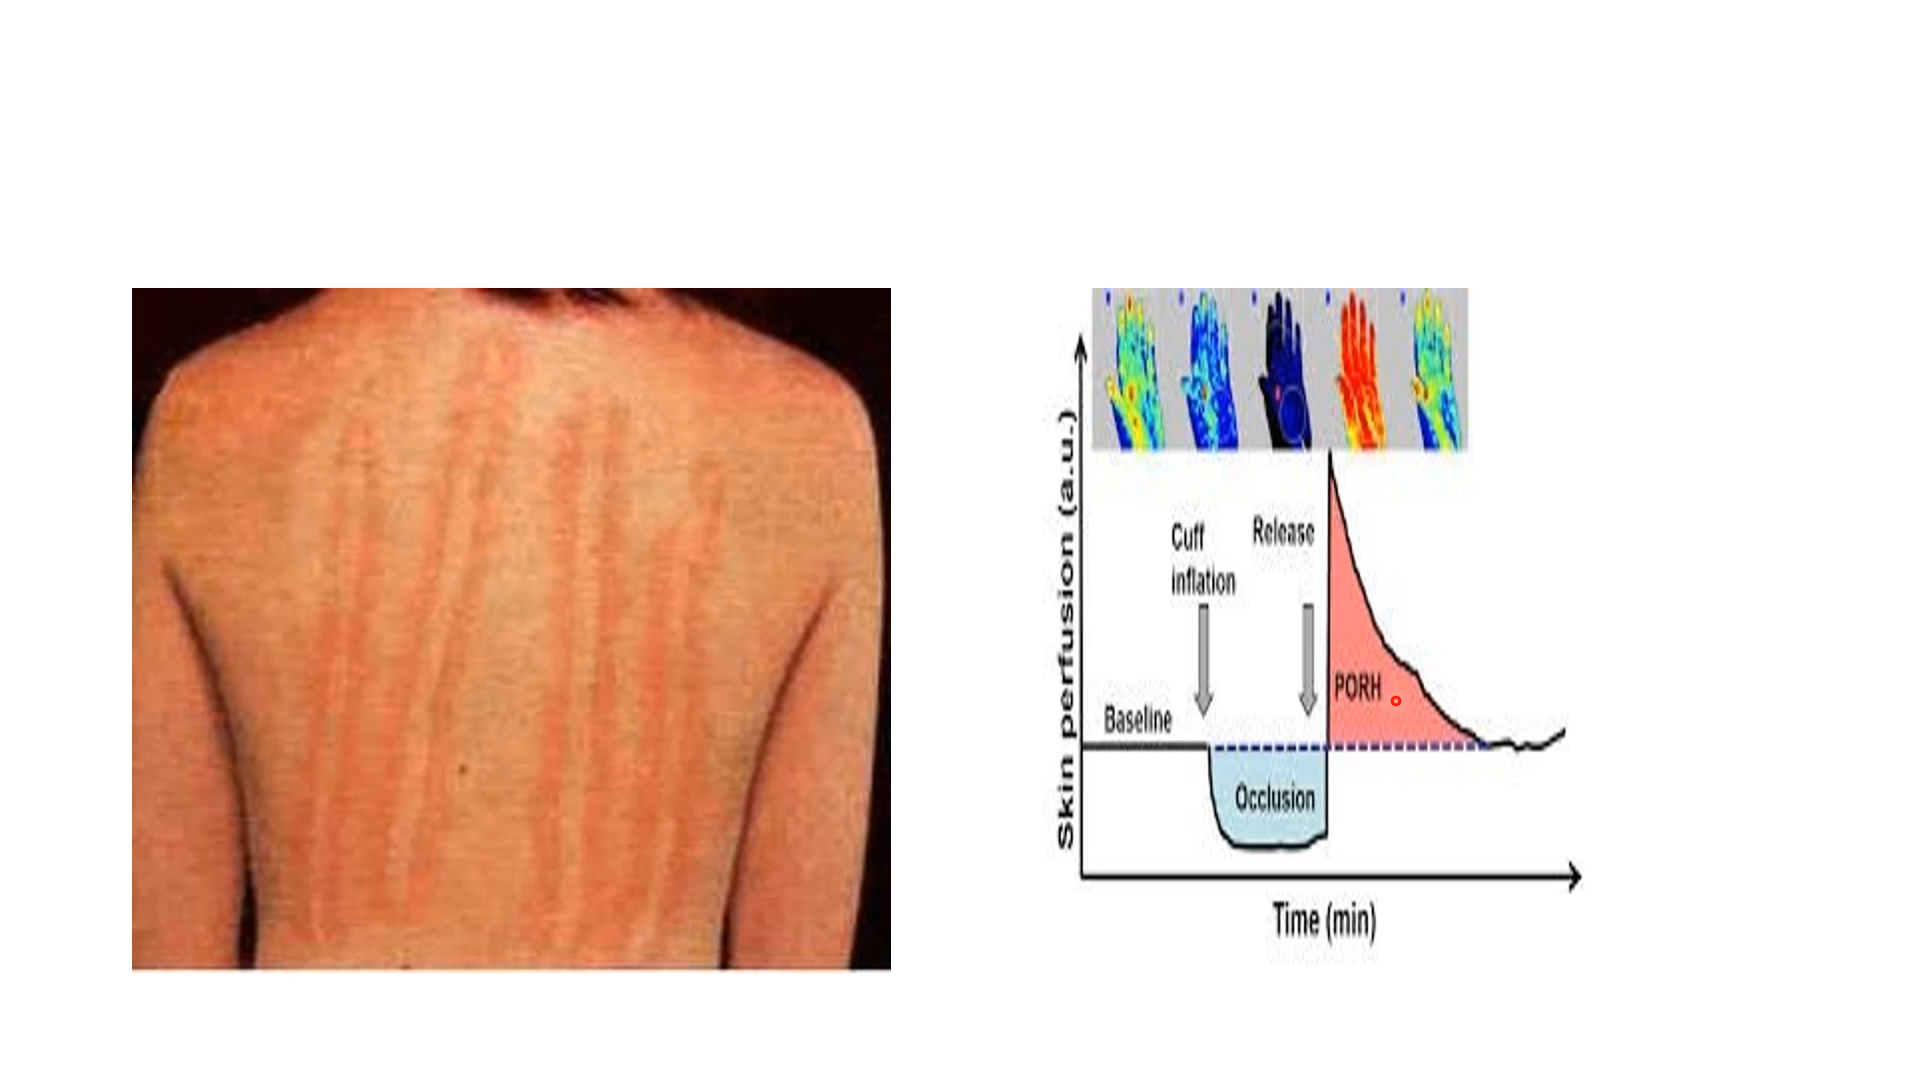 Skin perfusion (a.u.)
Cuff
inflation
Release
PORH
Baseline
Occlusion
Time (min)